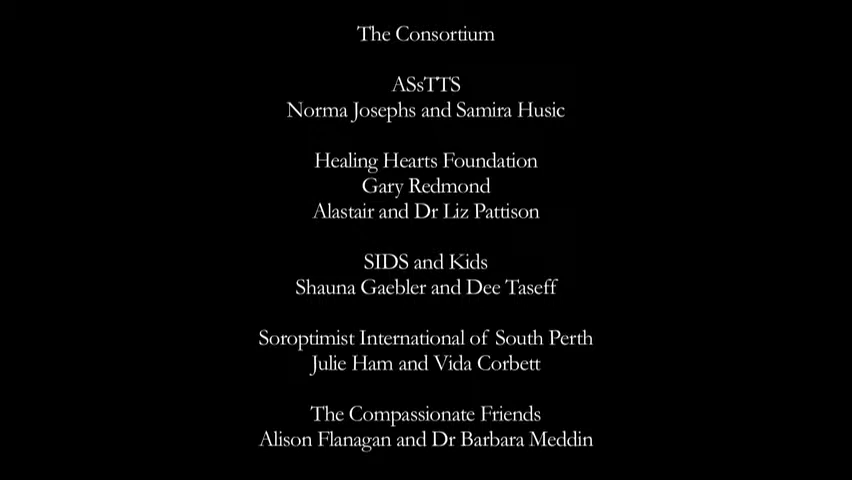 The Consortium
ASsTTS
Norma Josephs and Samira Husic
Healing Hearts Foundation
Gary Redmond
Alastair and Dr Liz Pattison
SIDS and Kids
Shauna Gaebler and Dee Taseff
Soroptimist International of South Perth
Julie Ham and Vida Corbett
The Compassionate Friends
Alison Flanagan and Dr Barbara Meddin